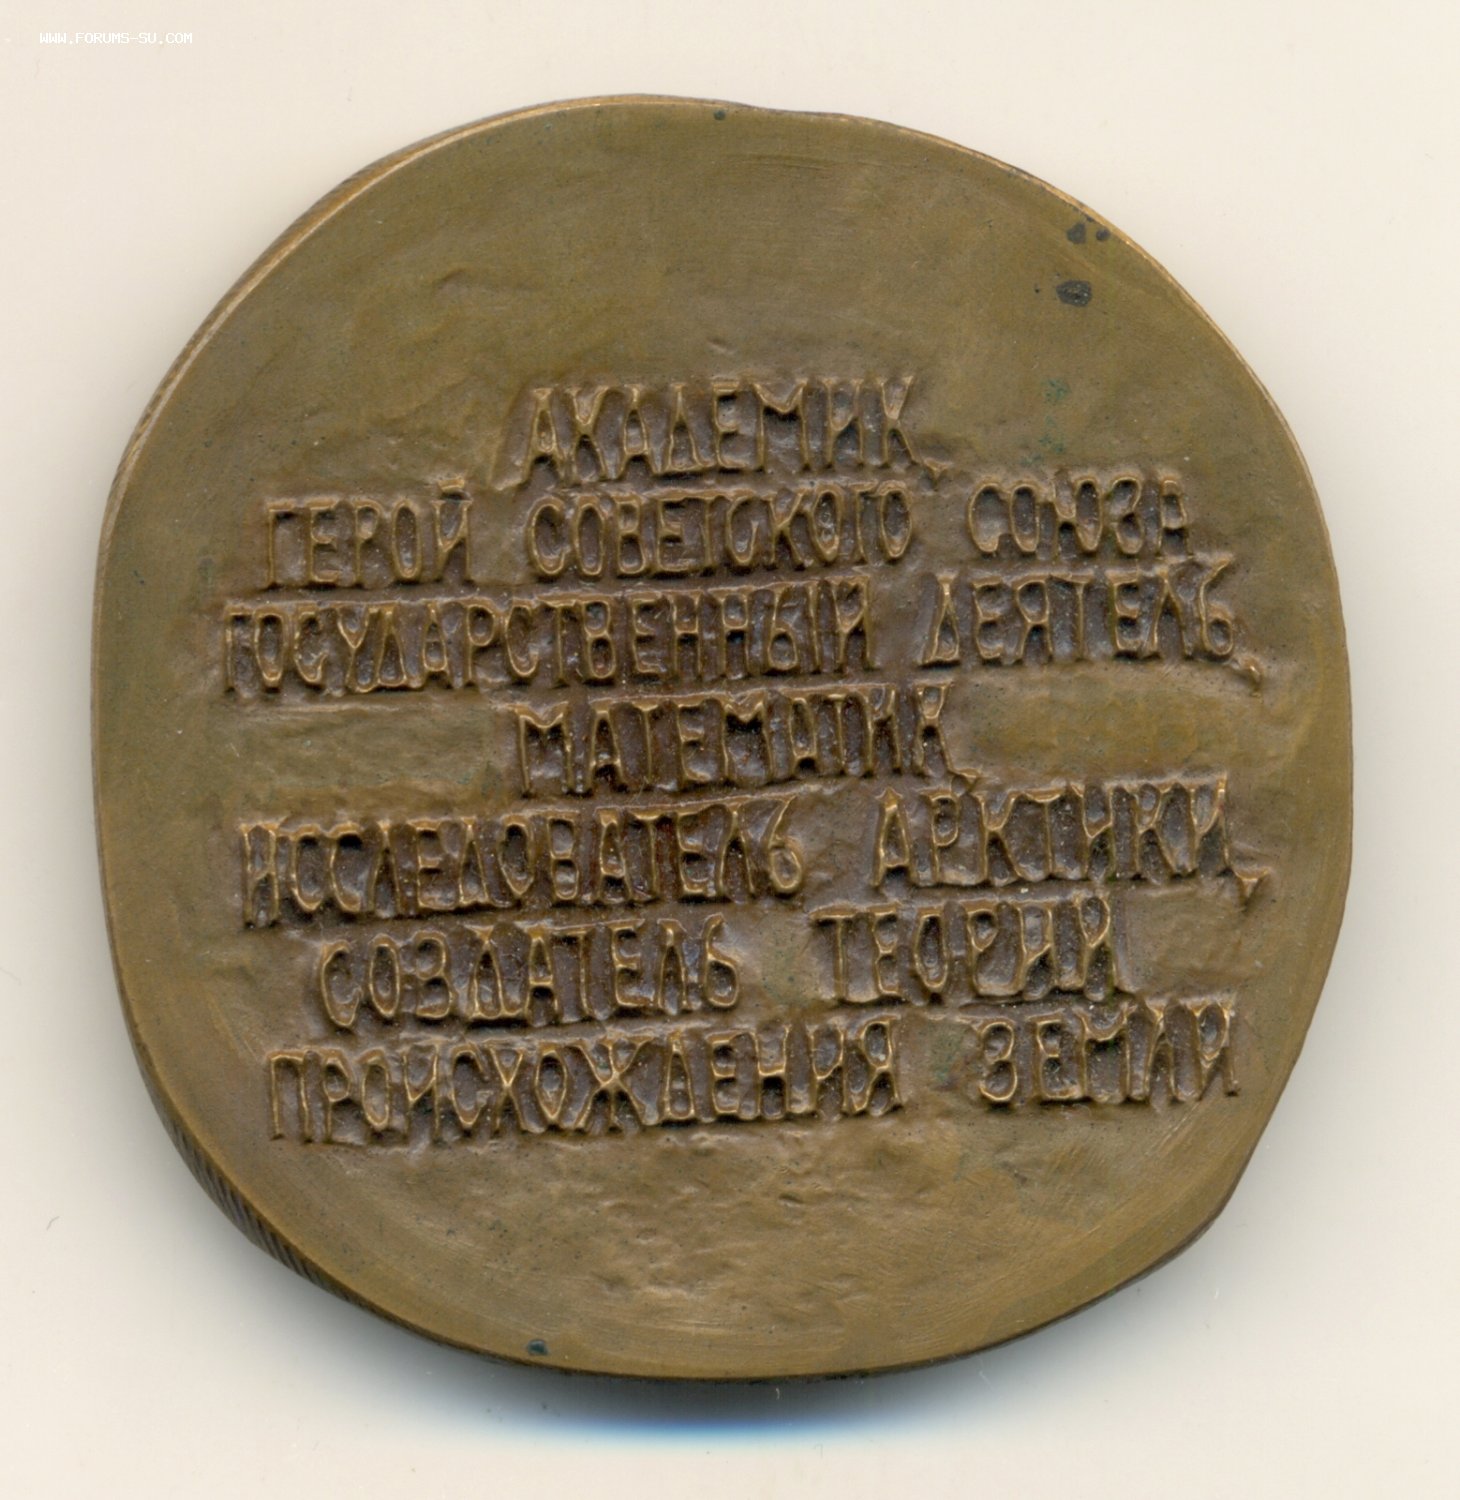 WWW.FORUMS-SU.COM
АКАДЕМИК,
ГЕРОЙ СОВЕТСКОГО СОЮЗА
ГОСУДАРСТВЕННЫЙ ДЕЯТЕЛЬ,
МАТЕМАТИК,
ИССЛЕДОВАТЕЛЬ АРКТИКИ,
СОЗДАТЕЛЬ ТЕОРИИ
ПРОИСХОЖДЕНИЯ ЗЕМЛИ